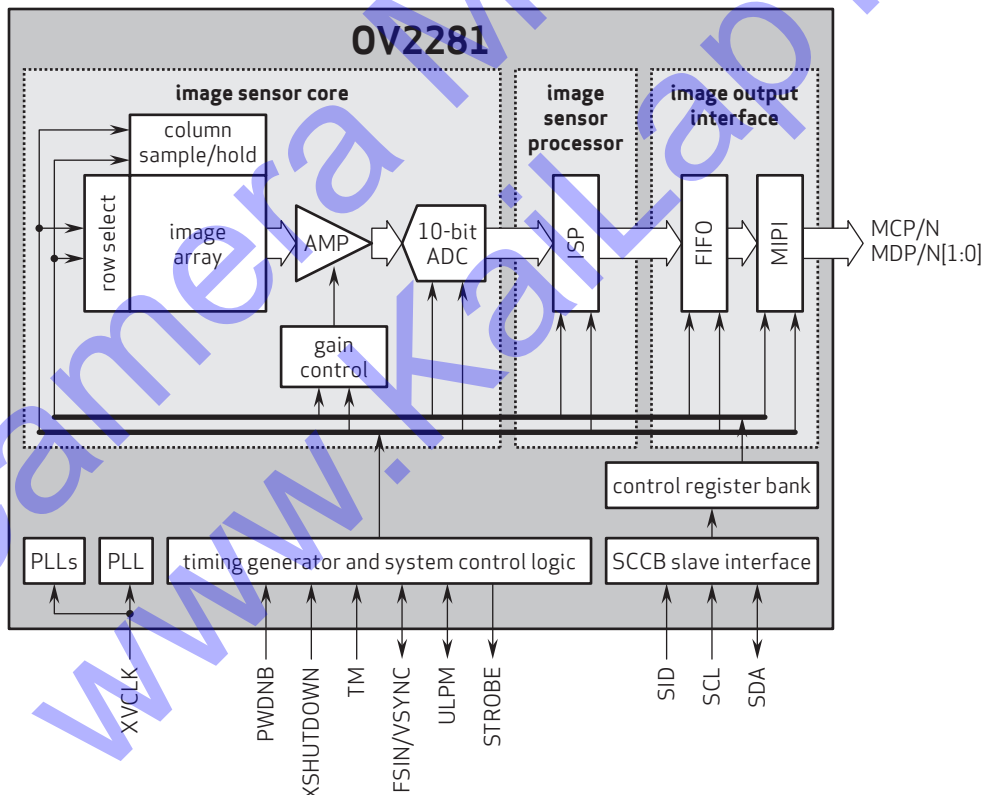 OV2281
image sensor core
image
sensor
processor
image output
interface
column
sample/hold
row select
image
array
AMP
10-bit
ADC
ISP
FIFO
MIPI
MCP/N
MDP/N[1:0]
gain
control
control register bank
PLLs
PLL
timing generator and system control logic
SCCB slave interface
XVCLK
PWDNB
XSHUTDOWN
TM
FSIN/VSYNC
ULPM
STROBE
SID
SCL
SDA
Camera M
www.KaiLap